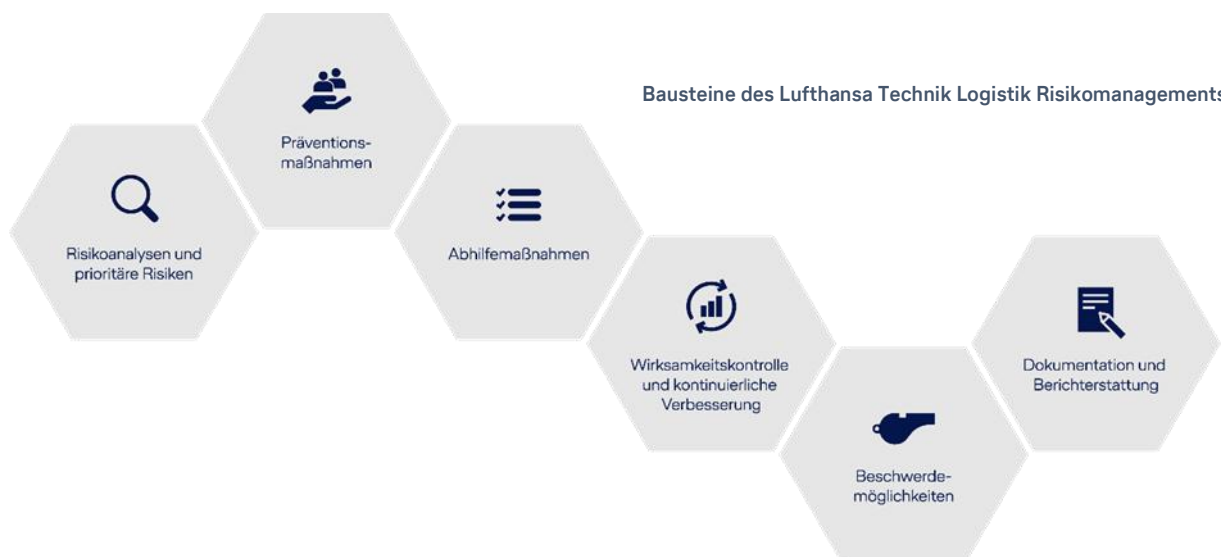 Bausteine des Lufthansa Technik Logistik Risikomanagements
Präventions-
maßnahmen
Risikoanalysen und
prioritäre Risiken
Abhilfemaßnahmen
Wirksamkeitskontrolle
und kontinuierliche
Verbesserung
Beschwerde-
möglichkeiten
Dokumentation und
Berichterstattung